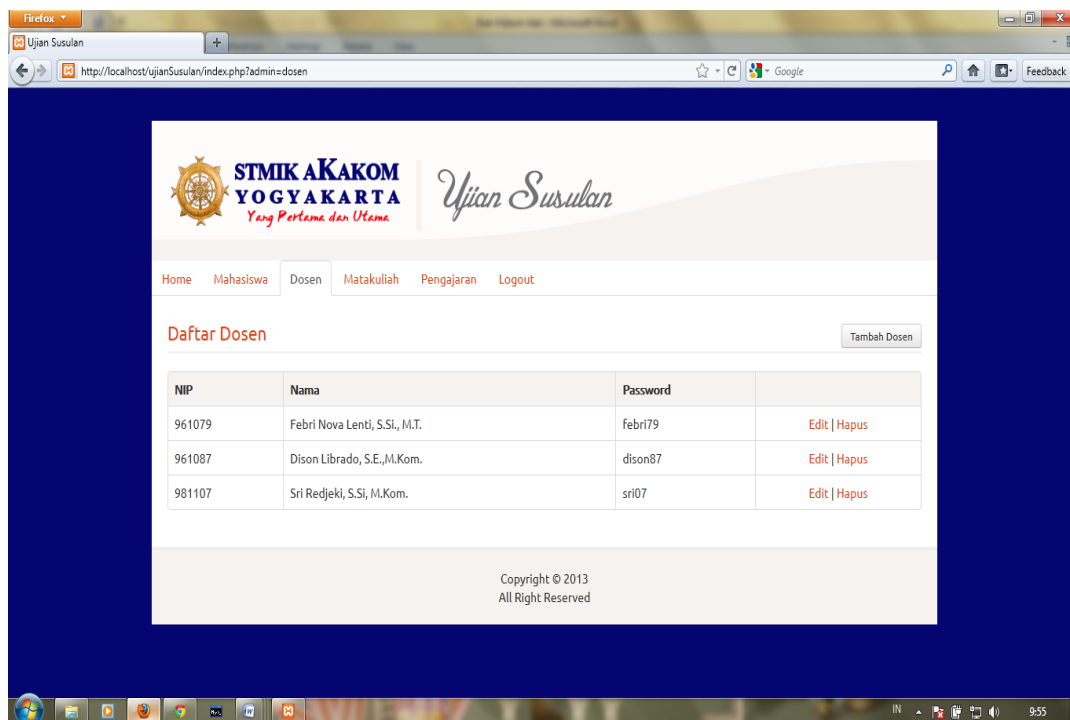 Firefox
Ujian Susulan
http://localhost/ujianSusulan/index.php?admin=dosen
Google
Feedback
STMIK AKAKOM
YOGYAKARTA
Yang Pertama dan Utama
Ujian Susulan
Home Mahasiswa Dosen Matakuliah Pengajaran Logout
Daftar Dosen
Tambah Dosen
NIP Nama Password
961079 Febri Nova Lenti, S.Si., M.T. febri79 Edit | Hapus
961087 Dison Librado, S.E.,M.Kom. dison87 Edit | Hapus
981107 Sri Redjeki, S.Si, M.Kom. sri07 Edit | Hapus
Copyright © 2013
All Right Reserved
IN 9:55